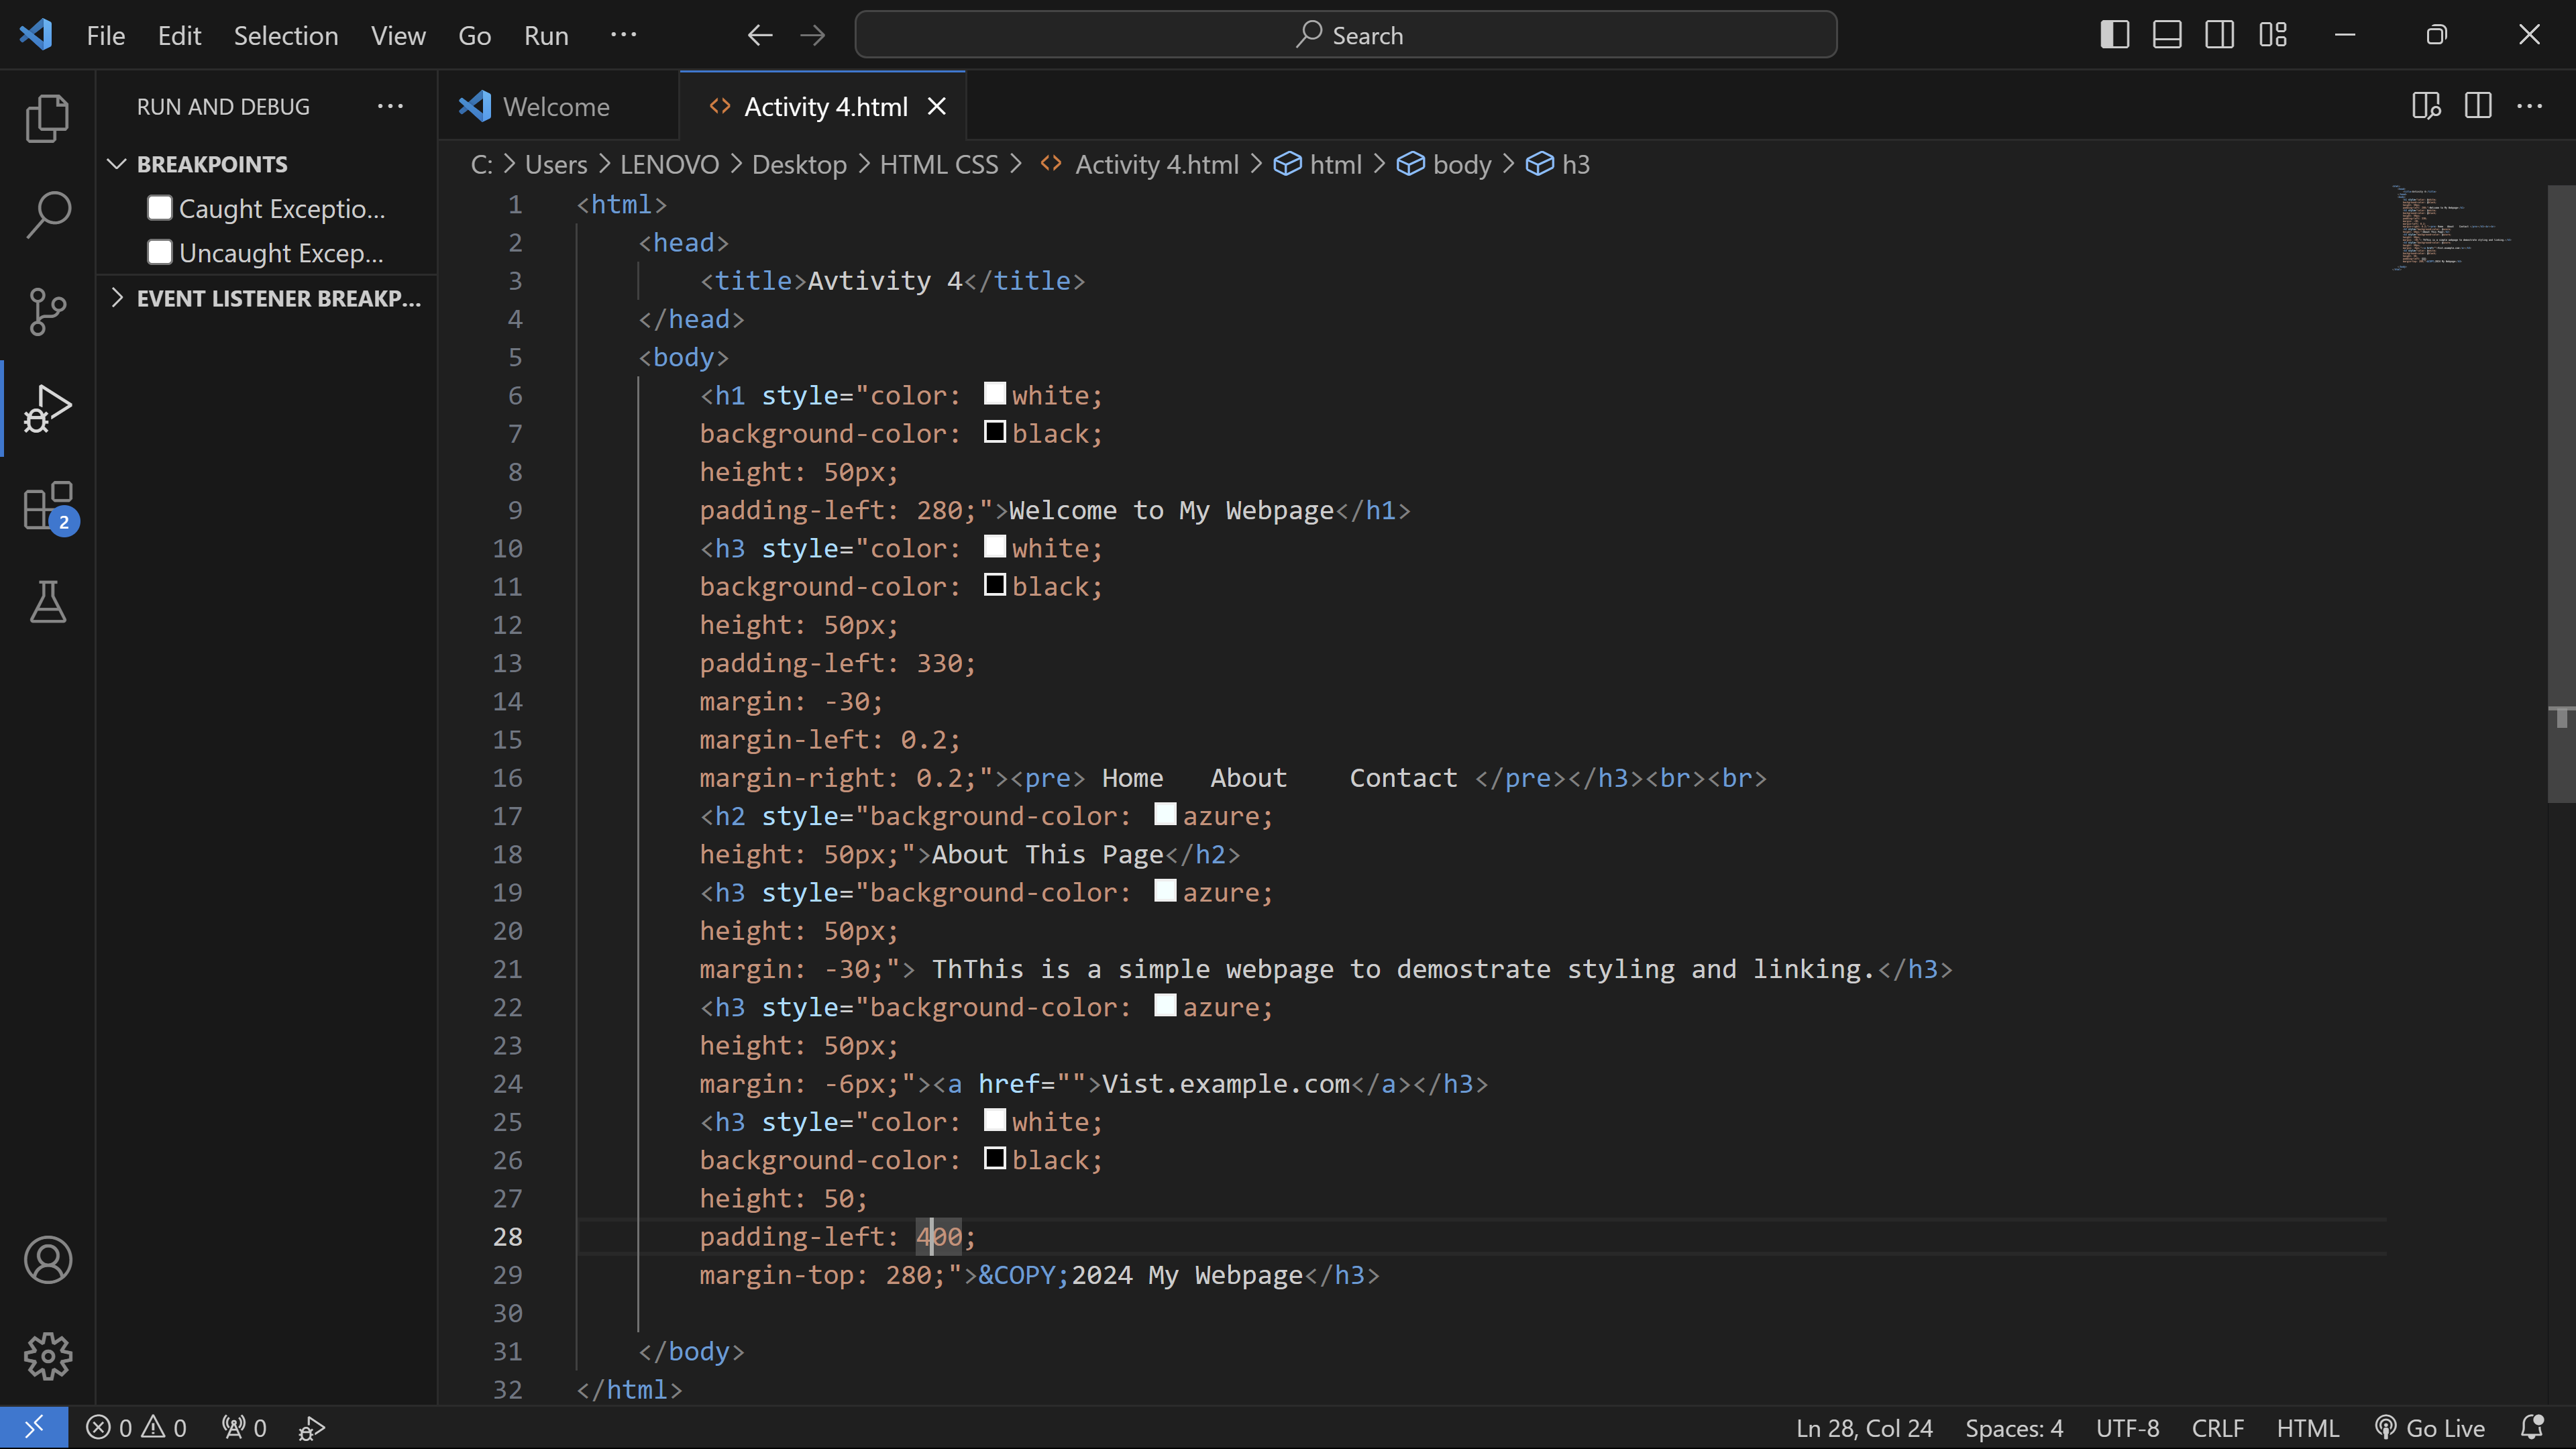 File Edit Selection View Go Run ... Search
RUN AND DEBUG ...
BREAKPOINTS
Caught Exceptio...
Uncaught Excep...
EVENT LISTENER BREAKP...
2
Welcome
Activity 4.html
C: > Users > LENOVO > Desktop > HTML CSS > Activity 4.html > html > body > h3
1 <html>
2 <head>
3 <title>Avtivity 4</title>
4 </head>
5 <body>
6 <h1 style="color: white;
7 background-color: black;
8 height: 50px;
9 padding-left: 280;">Welcome to My Webpage</h1>
10 <h3 style="color: white;
11 background-color: black;
12 height: 50px;
13 padding-left: 330;
14 margin: -30;
15 margin-left: 0.2;
16 margin-right: 0.2;"><pre> Home   About    Contact </pre></h3><br><br>
17 <h2 style="background-color: azure;
18 height: 50px;">About This Page</h2>
19 <h3 style="background-color: azure;
20 height: 50px;
21 margin: -30;"> ThThis is a simple webpage to demostrate styling and linking.</h3>
22 <h3 style="background-color: azure;
23 height: 50px;
24 margin: -6px;"><a href="">Vist.example.com</a></h3>
25 <h3 style="color: white;
26 background-color: black;
27 height: 50;
28 padding-left: 400;
29 margin-top: 280;">&COPY;2024 My Webpage</h3>
30
31 </body>
32 </html>
0 0 0 Ln 28, Col 24 Spaces: 4 UTF-8 CRLF HTML Go Live